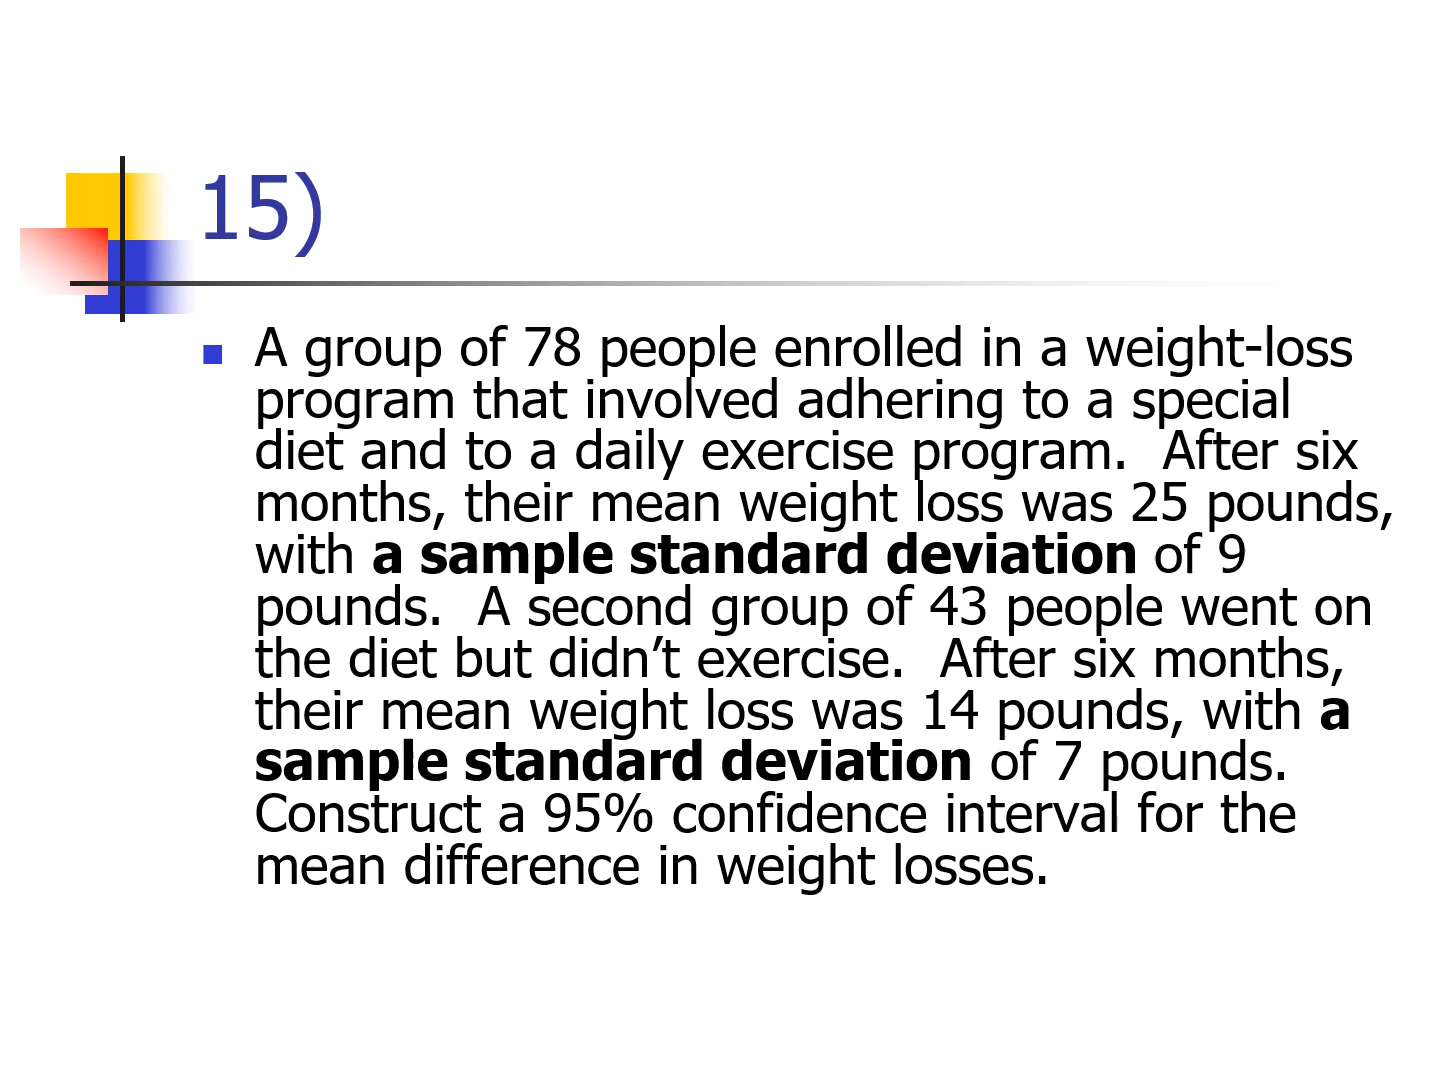 15)
A group of 78 people enrolled in a weight-loss
program that involved adhering to a special
diet and to a daily exercise program.  After six
months, their mean weight loss was 25 pounds,
with a sample standard deviation of 9
pounds.  A second group of 43 people went on
the diet but didn’t exercise.  After six months,
their mean weight loss was 14 pounds, with a
sample standard deviation of 7 pounds.
Construct a 95% confidence interval for the
mean difference in weight losses.